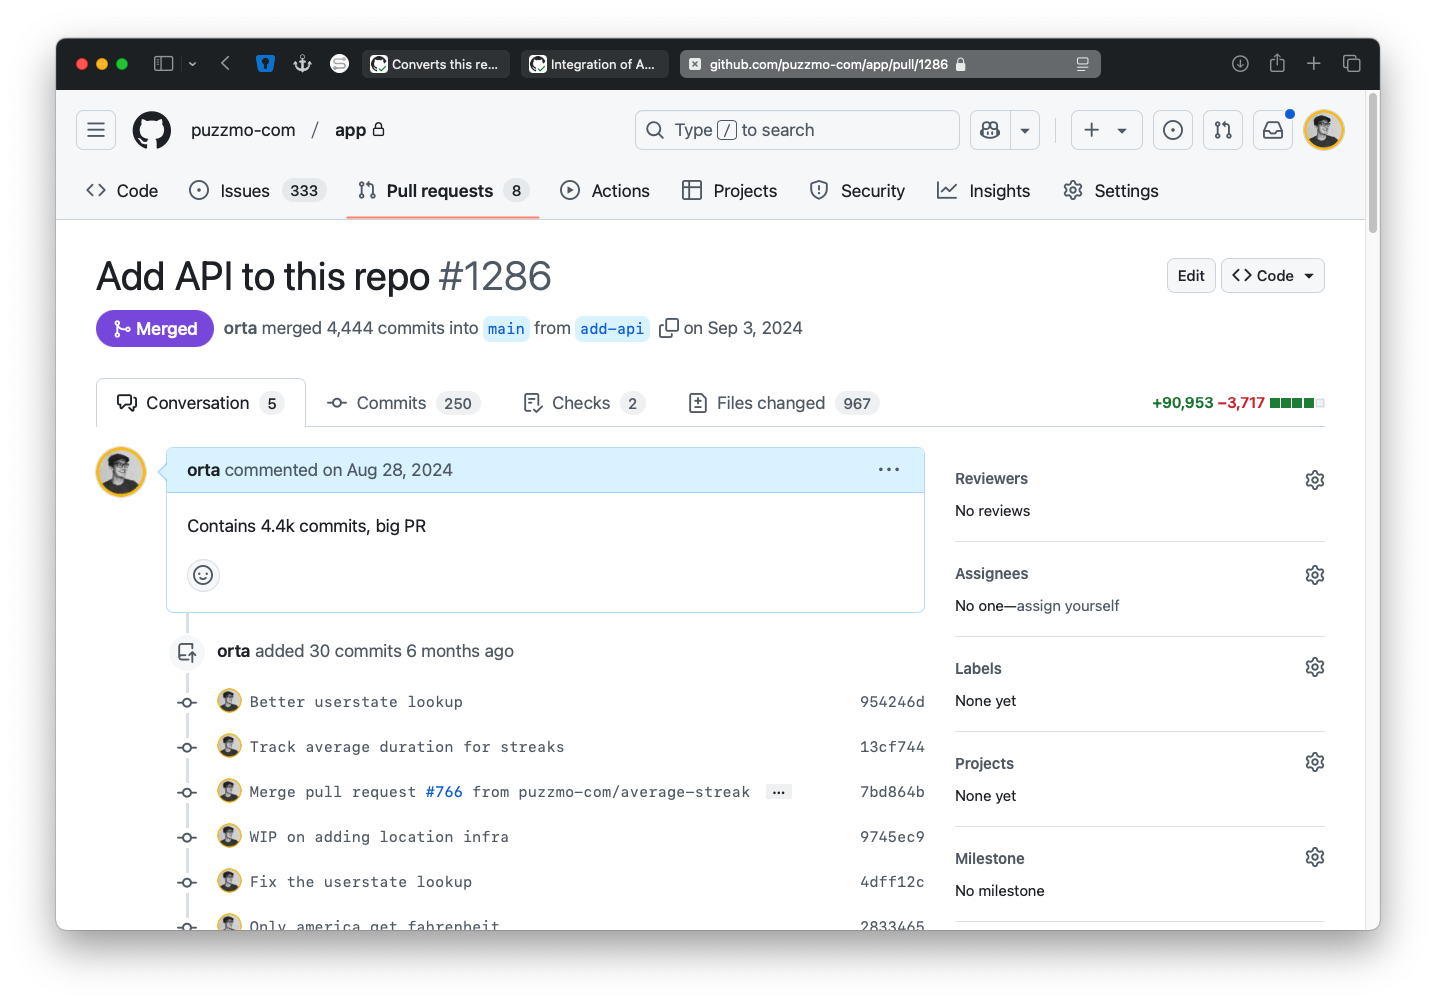 Converts this re...
Integration of A...
github.com/puzzmo-com/app/pull/1286
puzzmo-com / app
Type / to search
Code
Issues 333
Pull requests 8
Actions
Projects
Security
Insights
Settings
Add API to this repo #1286
Edit
Code
Merged
orta merged 4,444 commits into main from add-api on Sep 3, 2024
Conversation 5
Commits 250
Checks 2
Files changed 967
+90,953 −3,717
orta commented on Aug 28, 2024
...
Contains 4.4k commits, big PR
orta added 30 commits 6 months ago
Better userstate lookup 954246d
Track average duration for streaks 13cf744
Merge pull request #766 from puzzmo-com/average-streak ... 7bd864b
WIP on adding location infra 9745ec9
Fix the userstate lookup 4dff12c
Only america get fahrenheit 2833465
Reviewers
No reviews
Assignees
No one—assign yourself
Labels
None yet
Projects
None yet
Milestone
No milestone